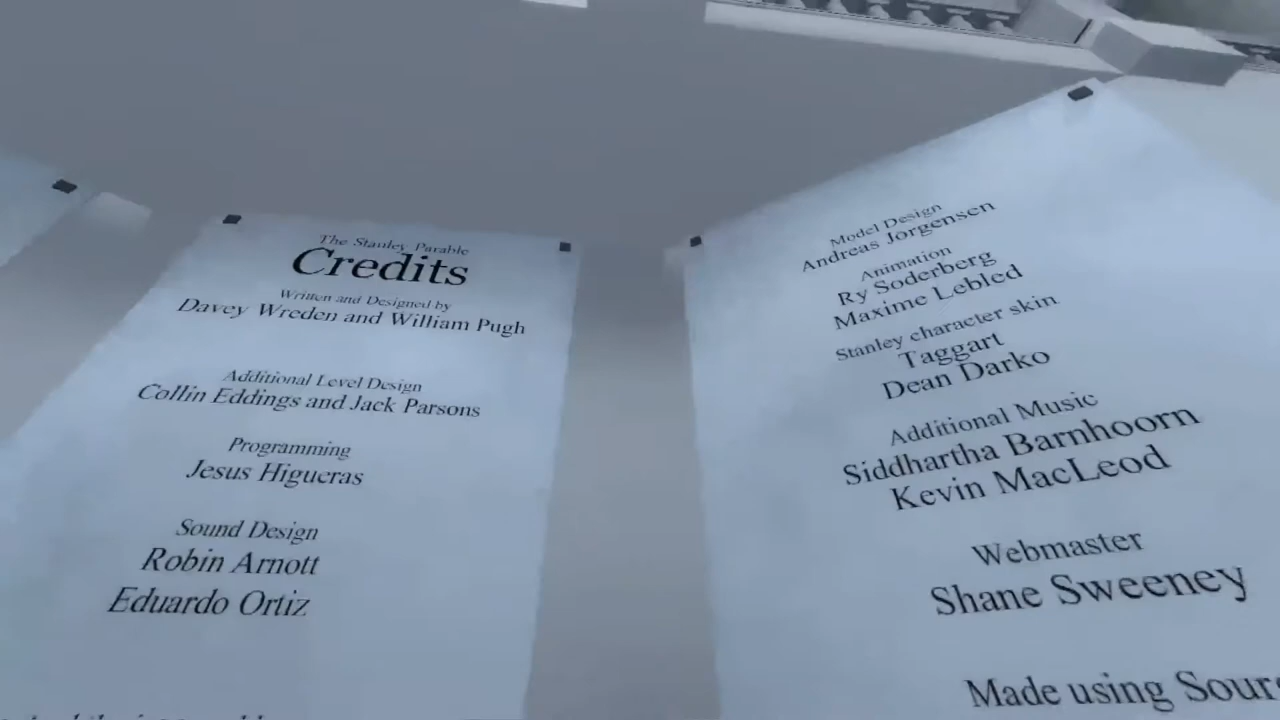 The Stanley Parable
Credits
Written and Designed by
Davey Wreden and William Pugh
Additional Level Design
Collin Eddings and Jack Parsons
Programming
Jesus Higueras
Sound Design
Robin Arnott
Eduardo Ortiz
Model Design
Andreas Jorgensen
Animation
Ry Soderberg
Maxime Lebled
Stanley character skin
Taggart
Dean Darko
Additional Music
Siddhartha Barnhoorn
Kevin MacLeod
Webmaster
Shane Sweeney
Made using